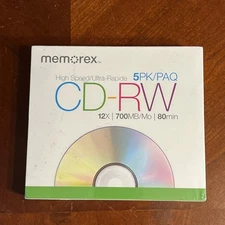 memorex
High Speed/Ultra-Rapide 5PK/PAQ
CD-RW
12X | 700MB/Mo | 80min